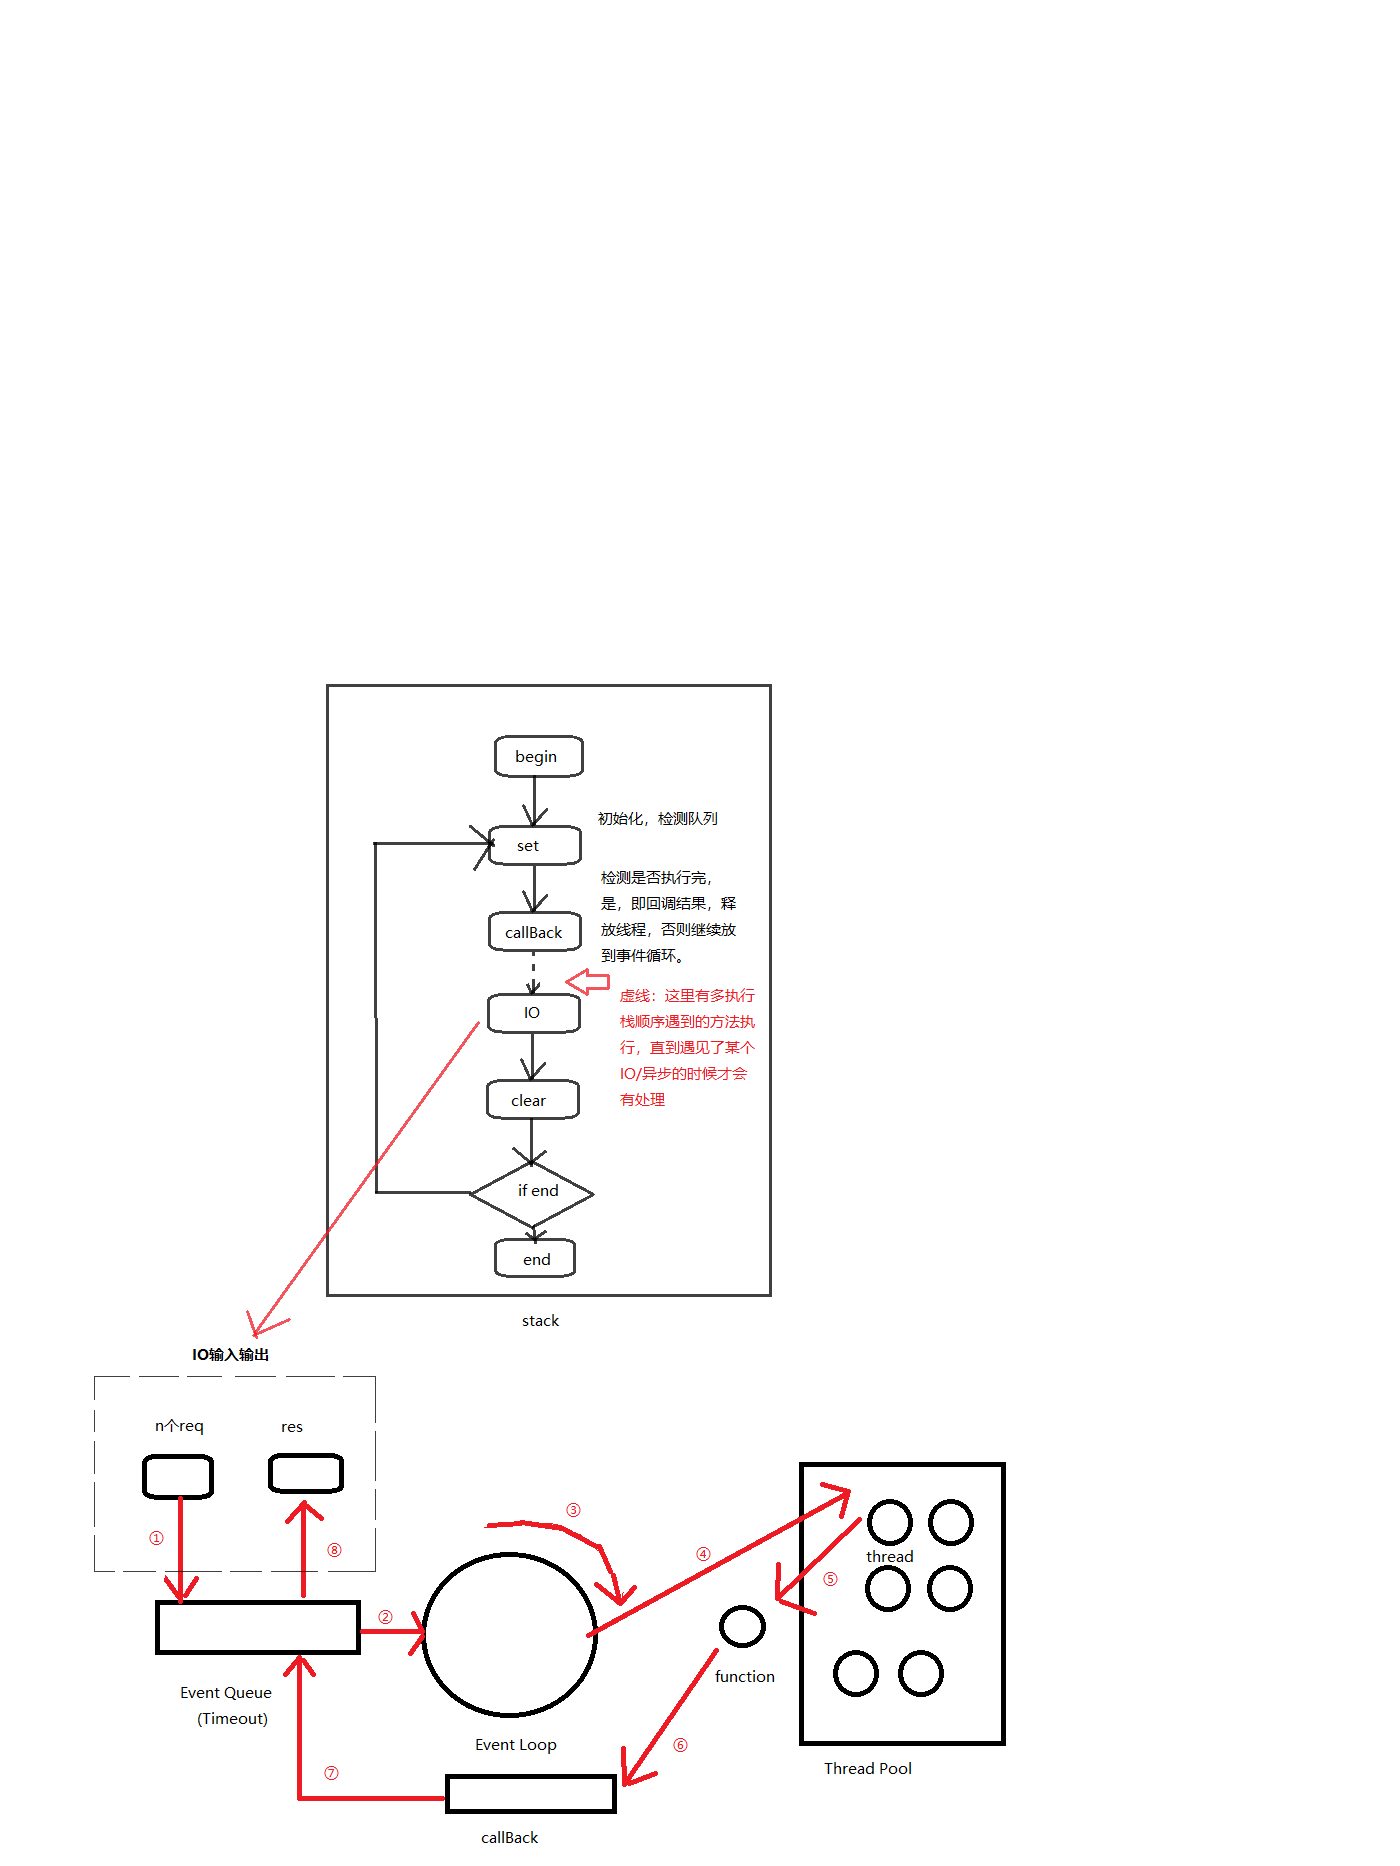 begin
初始化，检测队列
set
检测是否执行完，
是，即回调结果，释
放线程，否则继续放
到事件循环。
callBack
虚线：这里有多执行
栈顺序遇到的方法执
行，直到遇见了某个
IO/异步的时候才会
有处理
IO
clear
if end
end
stack
IO输入输出
n个req
res
①
⑧
②
③
④
⑤
thread
function
Event Queue
(Timeout)
Event Loop
⑥
⑦
Thread Pool
callBack